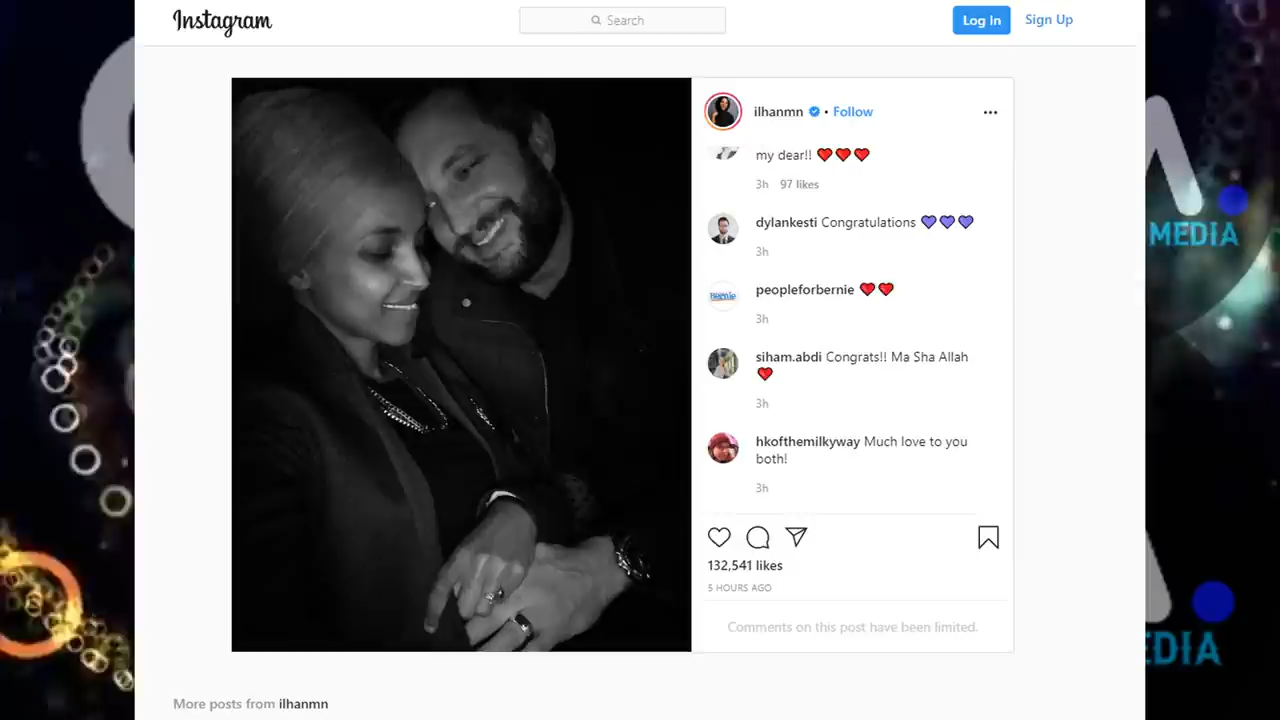 Instagram
Search
Log In
Sign Up
ilhanmn • Follow
my dear!! ❤❤❤
3h 97 likes
dylankesti Congratulations 💜💜💜
3h
peopleforbernie ❤❤
3h
siham.abdi Congrats!! Ma Sha Allah
❤
3h
hkofthemilkyway Much love to you
both!
3h
132,541 likes
5 HOURS AGO
Comments on this post have been limited.
More posts from ilhanmn
MEDIA
EDIA